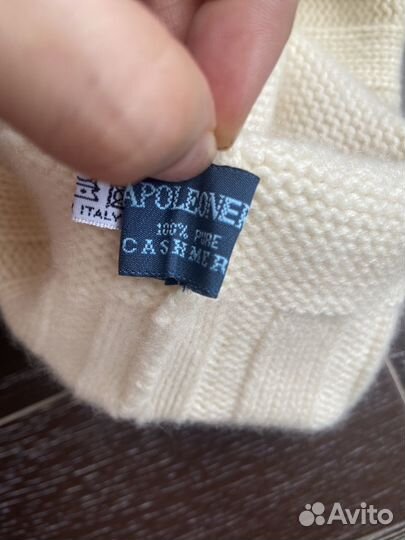 APOLEONE
100% PURE
CASHMER
ITALY
Avito